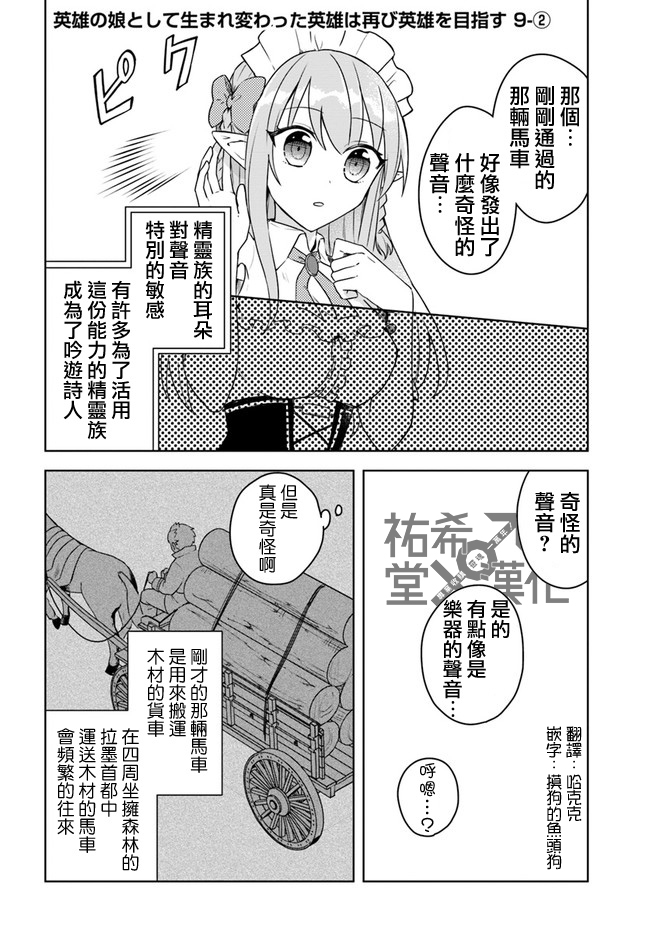 英雄の娘として生まれ変わった英雄は再び英雄を目指す 9-②
那個…
剛剛通過的
那輛馬車
好像發出了
什麼奇怪的
聲音…
ピク
精靈族的耳朵
對聲音
特別的敏感
有許多為了活用
這份能力的精靈族
成為了吟遊詩人
奇怪的
聲音？
是的
有點像是
樂器的聲音…
呼嗯…？
翻譯：哈克克
嵌字：摸狗的魚頭狗
祐希
堂
漢化
但是
真是奇怪啊
剛才的那輛馬車
是用來搬運
木材的貨車
在四周坐擁森林的
拉墨首都中
運送木材的馬車
會頻繁的往來